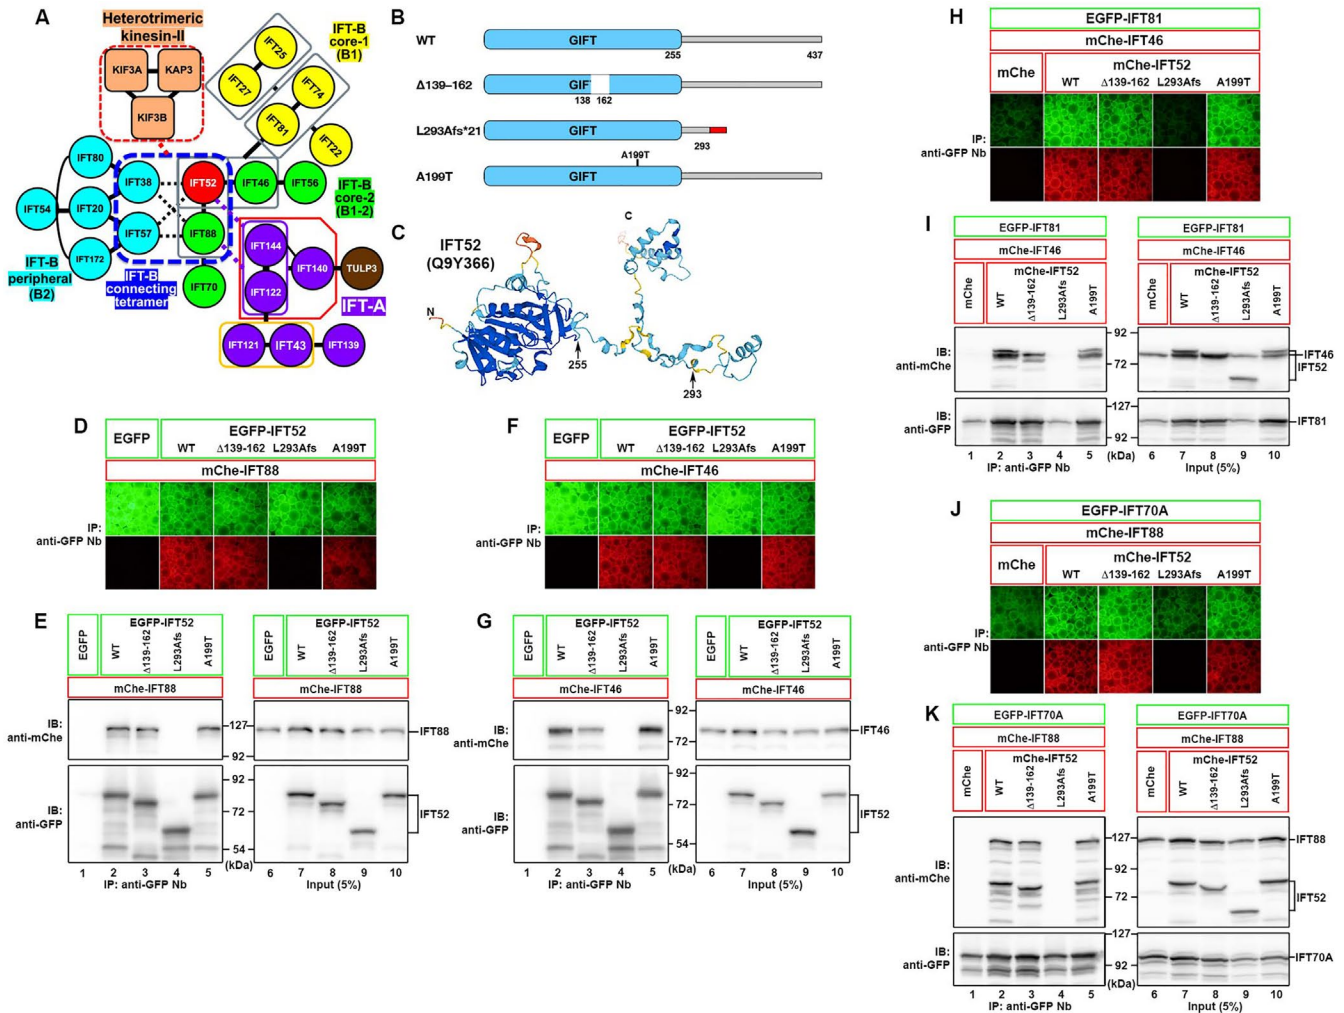 A
Heterotrimeric
kinesin-II
KIF3A
KAP3
KIF3B
IFT-B
core-1
(B1)
IFT25
IFT27
IFT74
IFT81
IFT22
IFT80
IFT38
IFT52
IFT46
IFT56
IFT54
IFT20
IFT57
IFT88
IFT172
IFT70
IFT-B
core-2
(B1-2)
IFT-B
peripheral
(B2)
IFT-B
connecting
tetramer
IFT144
IFT140
TULP3
IFT122
IFT-A
IFT121
IFT43
IFT139
B
WT
GIFT
255
437
Δ139–162
GIF
138
162
L293Afs*21
GIFT
293
A199T
A199T
GIFT
C
IFT52
(Q9Y366)
N
C
255
293
D
EGFP
EGFP-IFT52
WT Δ139-162 L293Afs A199T
mChe-IFT88
IP:
anti-GFP Nb
E
EGFP-IFT52
EGFP
WT
Δ139-162
L293Afs
A199T
mChe-IFT88
EGFP-IFT52
EGFP
WT
Δ139-162
L293Afs
A199T
mChe-IFT88
IB:
anti-mChe
127
92
IFT88
IB:
anti-GFP
92
72
54
(kDa)
IFT52
1 2 3 4 5
IP: anti-GFP Nb
6 7 8 9 10
Input (5%)
F
EGFP
EGFP-IFT52
WT Δ139-162 L293Afs A199T
mChe-IFT46
IP:
anti-GFP Nb
G
EGFP-IFT52
EGFP
WT
Δ139-162
L293Afs
A199T
mChe-IFT46
EGFP-IFT52
EGFP
WT
Δ139-162
L293Afs
A199T
mChe-IFT46
IB:
anti-mChe
92
72
IFT46
IB:
anti-GFP
92
72
54
(kDa)
IFT52
1 2 3 4 5
IP: anti-GFP Nb
6 7 8 9 10
Input (5%)
H
EGFP-IFT81
mChe-IFT46
mChe
mChe-IFT52
WT Δ139-162 L293Afs A199T
IP:
anti-GFP Nb
I
EGFP-IFT81
mChe-IFT46
mChe
mChe-IFT52
WT
Δ139-162
L293Afs
A199T
EGFP-IFT81
mChe-IFT46
mChe
mChe-IFT52
WT
Δ139-162
L293Afs
A199T
IB:
anti-mChe
92
72
IFT46
IFT52
IB:
anti-GFP
127
92
(kDa)
IFT81
1 2 3 4 5
IP: anti-GFP Nb
6 7 8 9 10
Input (5%)
J
EGFP-IFT70A
mChe-IFT88
mChe
mChe-IFT52
WT Δ139-162 L293Afs A199T
IP:
anti-GFP Nb
K
EGFP-IFT70A
mChe-IFT88
mChe
mChe-IFT52
WT
Δ139-162
L293Afs
A199T
EGFP-IFT70A
mChe-IFT88
mChe
mChe-IFT52
WT
Δ139-162
L293Afs
A199T
IB:
anti-mChe
127
92
72
IFT88
IFT52
IB:
anti-GFP
127
92
(kDa)
IFT70A
1 2 3 4 5
IP: anti-GFP Nb
6 7 8 9 10
Input (5%)